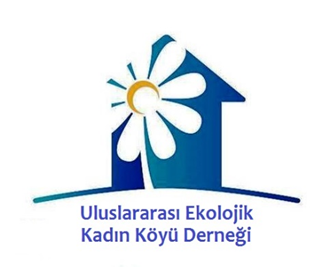 Uluslararası Ekolojik
Kadın Köyü Derneği